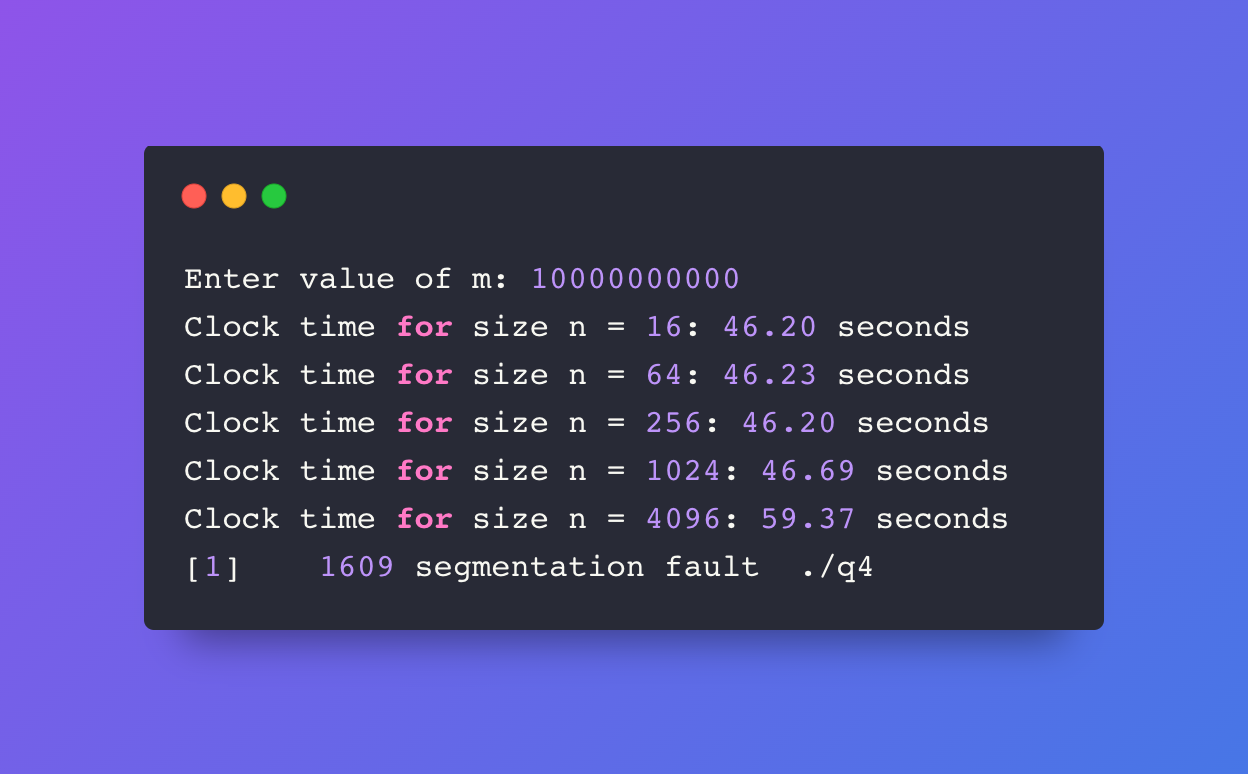 Enter value of m: 10000000000
Clock time for size n = 16: 46.20 seconds
Clock time for size n = 64: 46.23 seconds
Clock time for size n = 256: 46.20 seconds
Clock time for size n = 1024: 46.69 seconds
Clock time for size n = 4096: 59.37 seconds
[1]    1609 segmentation fault  ./q4